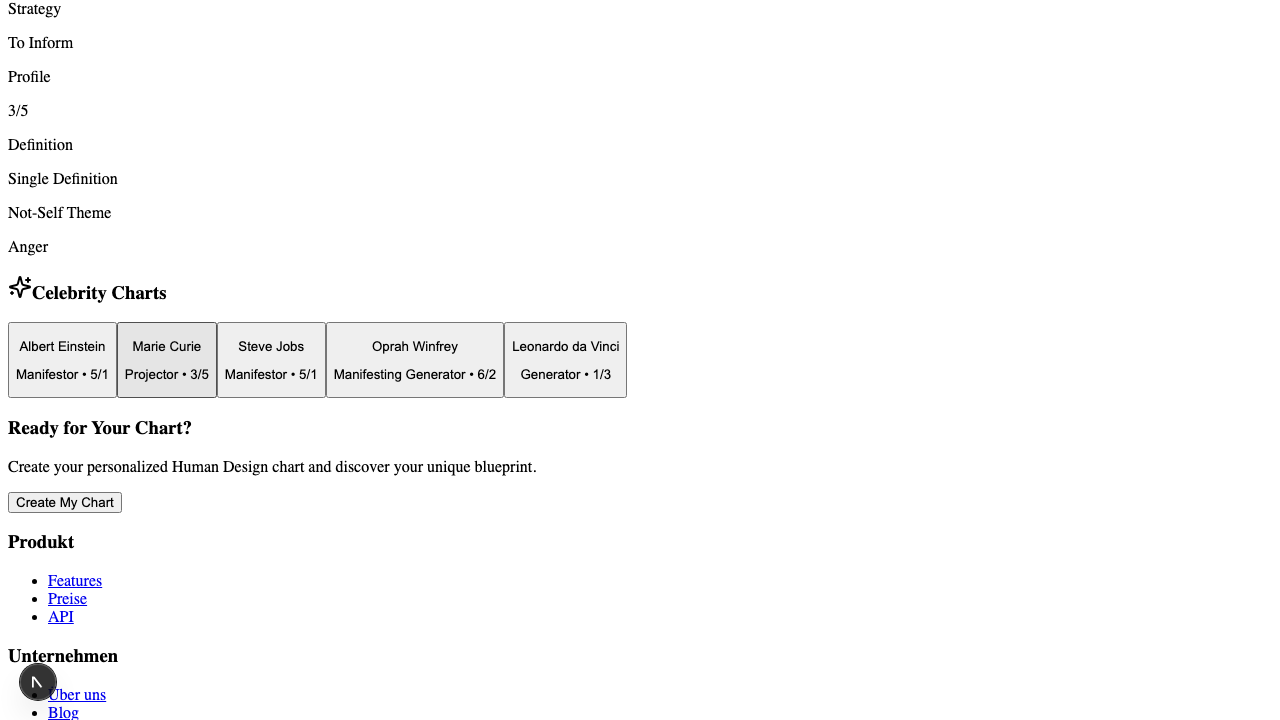 Strategy
To Inform
Profile
3/5
Definition
Single Definition
Not-Self Theme
Anger
Celebrity Charts
Albert Einstein
Manifestor • 5/1
Marie Curie
Projector • 3/5
Steve Jobs
Manifestor • 5/1
Oprah Winfrey
Manifesting Generator • 6/2
Leonardo da Vinci
Generator • 1/3
Ready for Your Chart?
Create your personalized Human Design chart and discover your unique blueprint.
Create My Chart
Produkt
Features
Preise
API
Unternehmen
Über uns
Blog